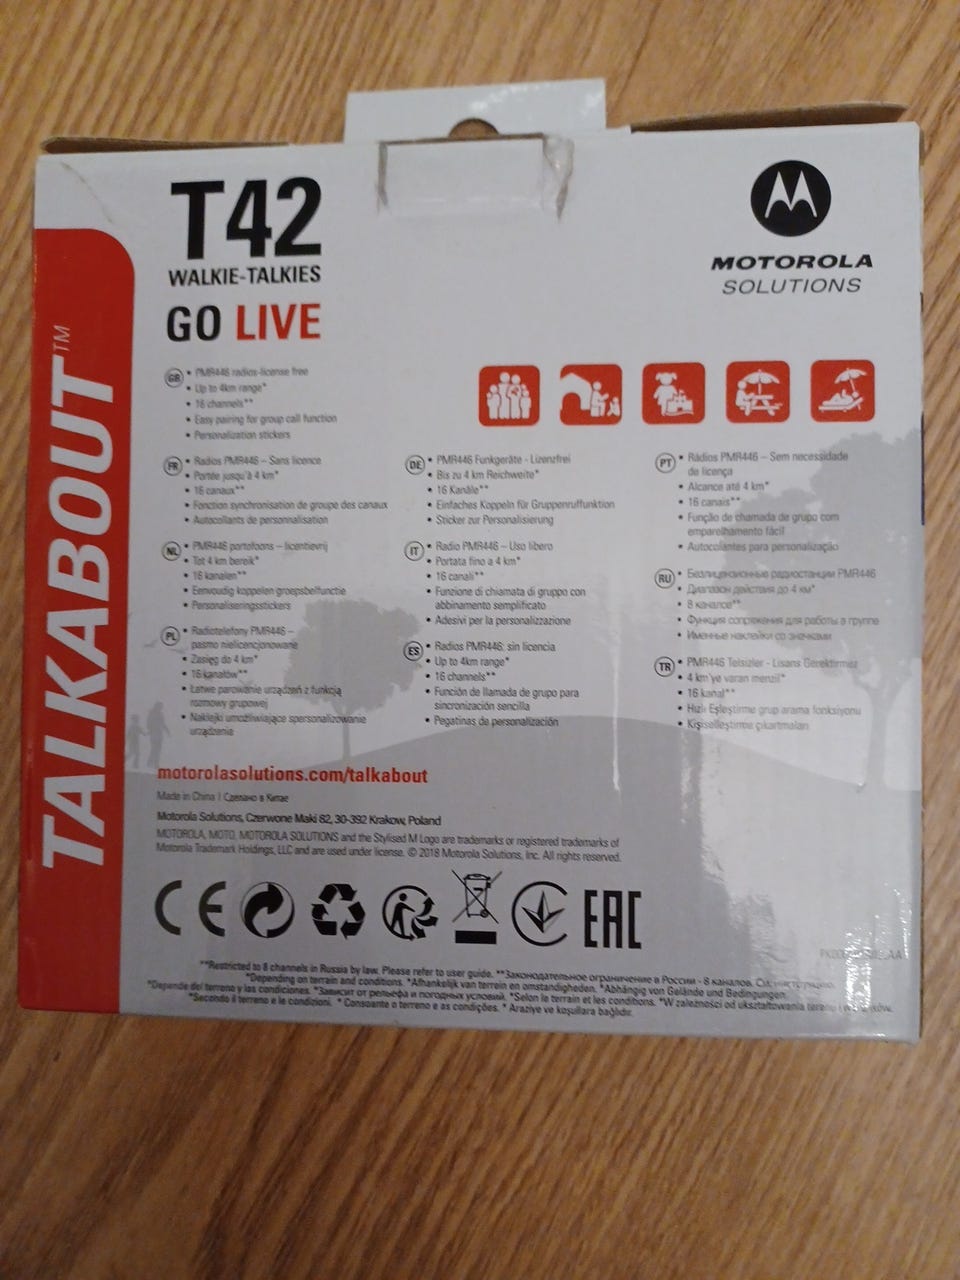 T42
WALKIE-TALKIES
GO LIVE
MOTOROLA
SOLUTIONS
TALKABOUT™
GB
• PMR446 radios-license free
• Up to 4km range*
• 16 channels**
• Easy pairing for group call function
• Personalization stickers
FR
• Radios PMR446 – Sans licence
• Portée jusqu'à 4 km*
• 16 canaux**
• Fonction synchronisation de groupe des canaux
• Autocollants de personnalisation
NL
• PMR446 portofoons – licentievrij
• Tot 4 km bereik*
• 16 kanalen**
• Eenvoudig koppelen groepsbelfunctie
• Personaliseringsstickers
PL
• Radiotelefony PMR446 –
pasmo nielicencjonowane
• Zasięg do 4 km*
• 16 kanałów**
• Łatwe parowanie urządzeń z funkcją
rozmowy grupowej
• Naklejki umożliwiające spersonalizowanie
urządzenia
DE
• PMR446 Funkgeräte - Lizenzfrei
• Bis zu 4 km Reichweite*
• 16 Kanäle**
• Einfaches Koppeln für Gruppenruffunktion
• Sticker zur Personalisierung
IT
• Radio PMR446 – Uso libero
• Portata fino a 4 km*
• 16 canali**
• Funzione di chiamata di gruppo con
abbinamento semplificato
• Adesivi per la personalizzazione
ES
• Radios PMR446, sin licencia
• Up to 4km range*
• 16 channels**
• Función de llamada de grupo para
sincronización sencilla
• Pegatinas de personalización
PT
• Rádios PMR446 – Sem necessidade
de licença
• Alcance até 4 km*
• 16 canais**
• Função de chamada de grupo com
emparelhamento fácil
• Autocolantes para personalização
RU
• Безлицензионные радиостанции PMR446
• Диапазон действия до 4 км*
• 8 каналов**
• Функция сопряжения для работы в группе
• Именные наклейки со значками
TR
• PMR446 Telsizler - Lisans Gerektirmez
• 4 km'ye varan menzil*
• 16 kanal**
• Hızlı Eşleştirme grup arama fonksiyonu
• Kişiselleştirme çıkartmaları
motorolasolutions.com/talkabout
Made in China | Сделано в Китае
Motorola Solutions, Czerwone Maki 82, 30-392 Krakow, Poland
MOTOROLA, MOTO, MOTOROLA SOLUTIONS and the Stylised M Logo are trademarks or registered trademarks of
Motorola Trademark Holdings, LLC and are used under license. © 2018 Motorola Solutions, Inc. All rights reserved.
CE
EAC
**Restricted to 8 channels in Russia by law. Please refer to user guide. **Законодательное ограничение в России - 8 каналов. См. инструкцию.
*Depending on terrain and conditions. *Afhankelijk van terrein en omstandigheden. *Abhängig von Gelände und Bedingungen.
*Depende del terreno y las condiciones. *Зависит от рельефа и погодных условий. *Selon le terrain et les conditions. *W zależności od ukształtowania terenu i warunków.
*Secondo il terreno e le condizioni. * Consoante o terreno e as condições. * Araziye ve koşullara bağlıdır.